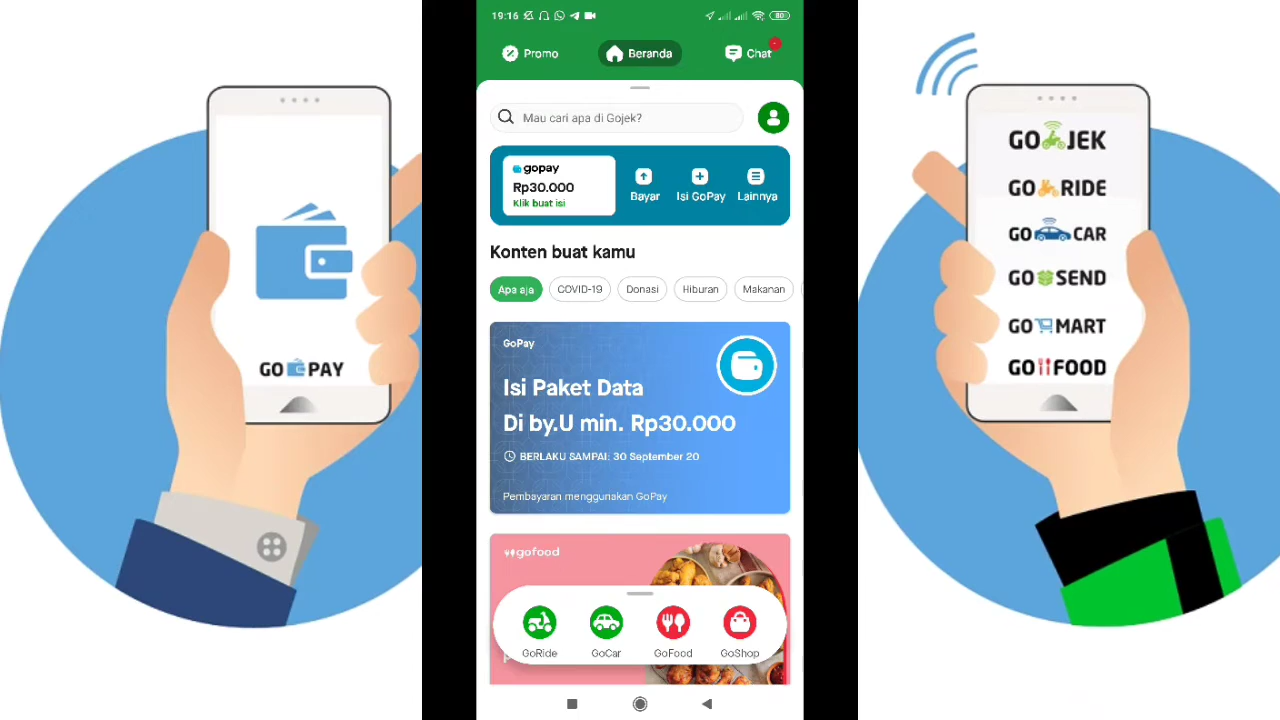 GO PAY
19:16
80
Promo
Beranda
Chat
Mau cari apa di Gojek?
gopay
Rp30.000
Klik buat isi
Bayar
Isi GoPay
Lainnya
Konten buat kamu
Apa aja
COVID-19
Donasi
Hiburan
Makanan
GoPay
Isi Paket Data
Di by.U min. Rp30.000
BERLAKU SAMPAI: 30 September 20
Pembayaran menggunakan GoPay
gofood
GoRide
GoCar
GoFood
GoShop
GO JEK
GO RIDE
GO CAR
GO SEND
GO MART
GO FOOD